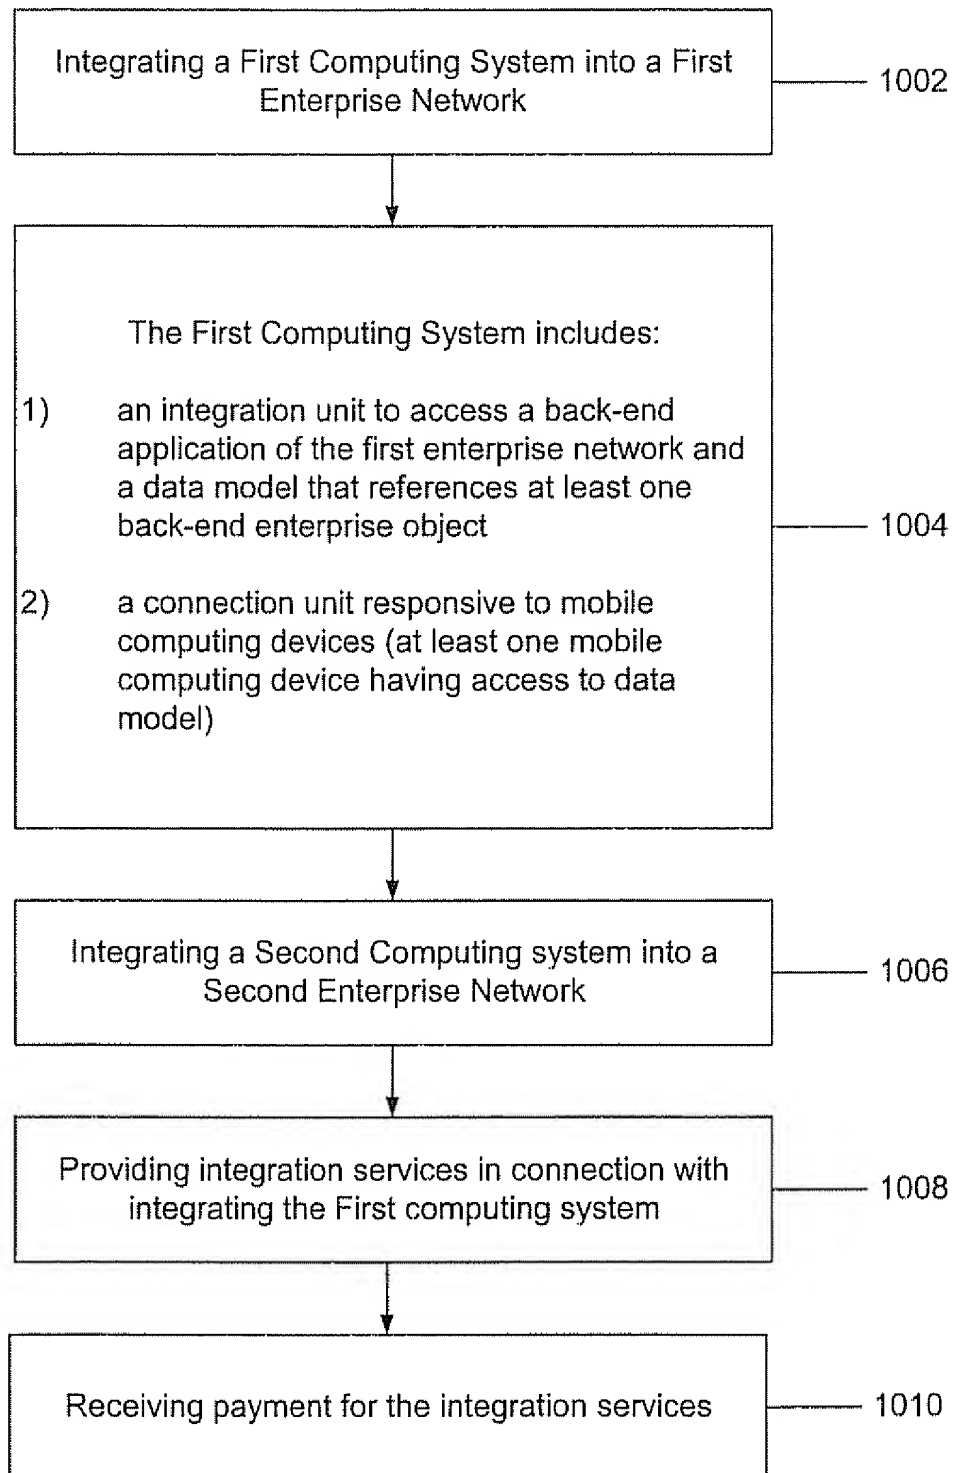 Integrating a First Computing System into a First
Enterprise Network
1002
The First Computing System includes:
1) an integration unit to access a back-end
application of the first enterprise network and
a data model that references at least one
back-end enterprise object
1004
2) a connection unit responsive to mobile
computing devices (at least one mobile
computing device having access to data
model)
Integrating a Second Computing system into a
Second Enterprise Network
1006
Providing integration services in connection with
integrating the First computing system
1008
Receiving payment for the integration services
1010